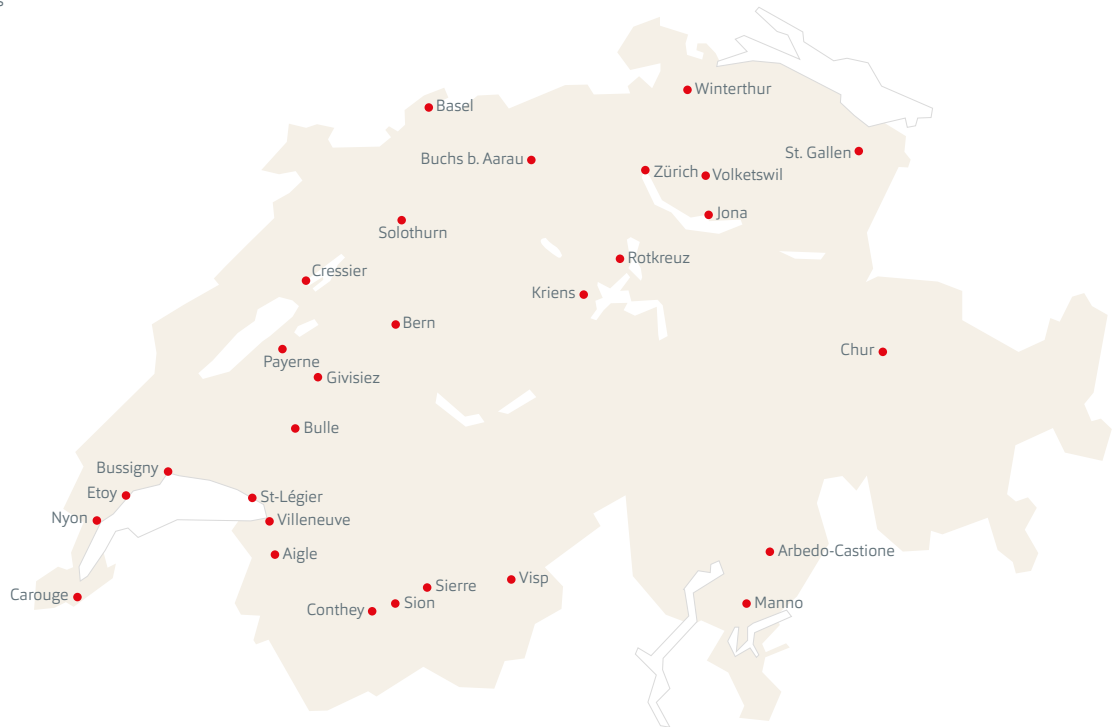 Winterthur
Basel
Buchs b. Aarau
St. Gallen
Zürich
Volketswil
Jona
Solothurn
Rotkreuz
Cressier
Kriens
Bern
Chur
Payerne
Givisiez
Bulle
Bussigny
Etoy
St-Légier
Nyon
Villeneuve
Aigle
Arbedo-Castione
Visp
Sierre
Carouge
Sion
Manno
Conthey